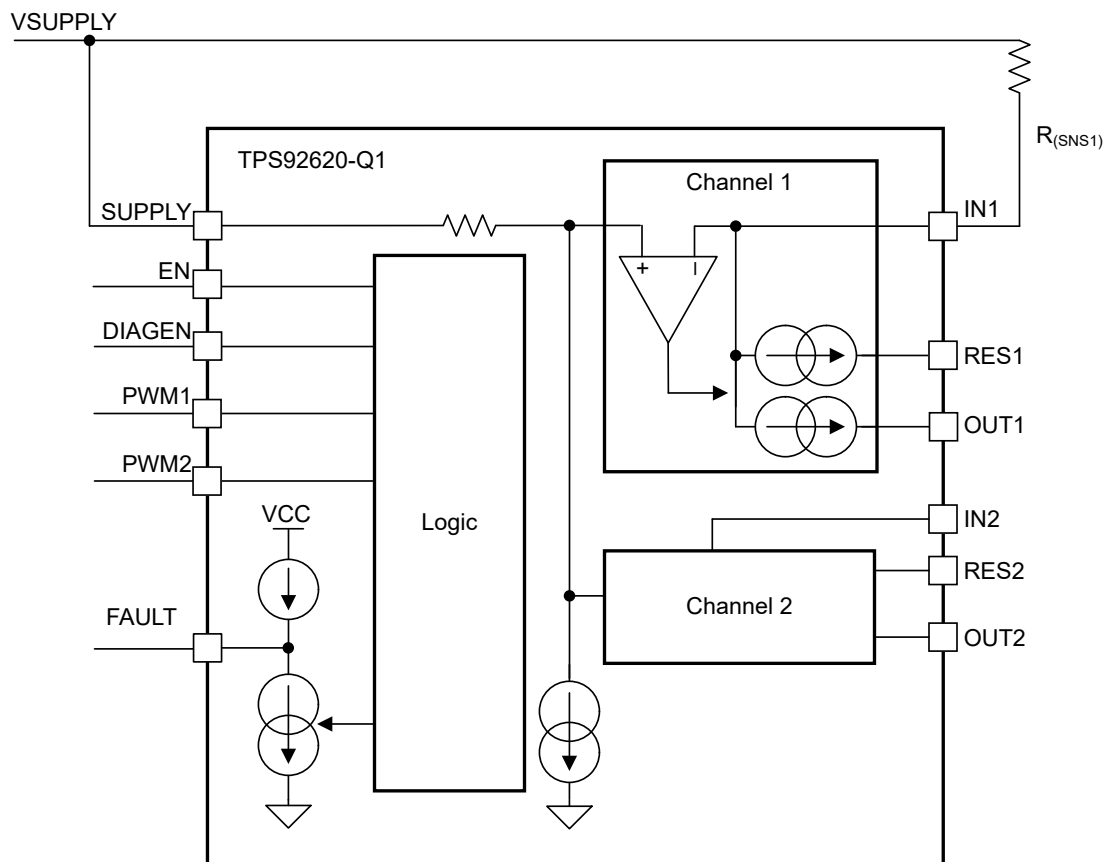 VSUPPLY
R(SNS1)
TPS92620-Q1
Channel 1
SUPPLY
IN1
EN
+
–
DIAGEN
RES1
PWM1
OUT1
PWM2
VCC
Logic
IN2
RES2
Channel 2
FAULT
OUT2